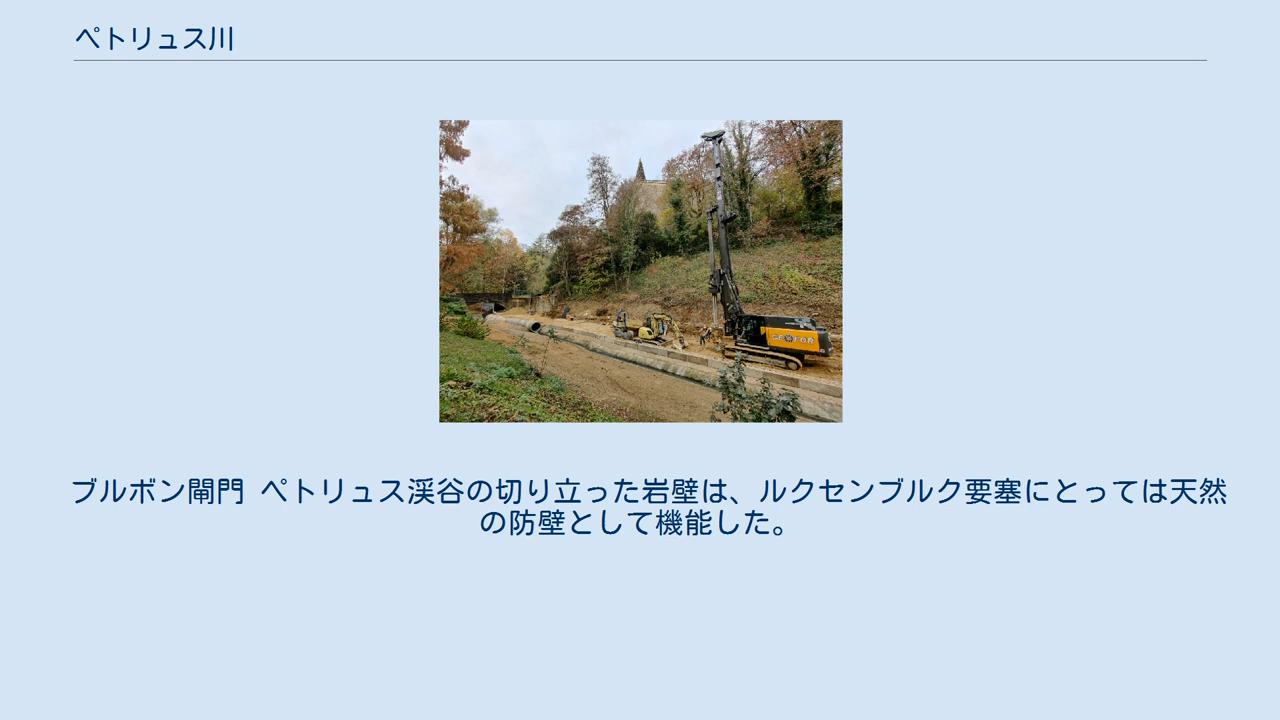 ペトリュス川
ブルボン閘門 ペトリュス渓谷の切り立った岩壁は、ルクセンブルク要塞にとっては天然
の防壁として機能した。